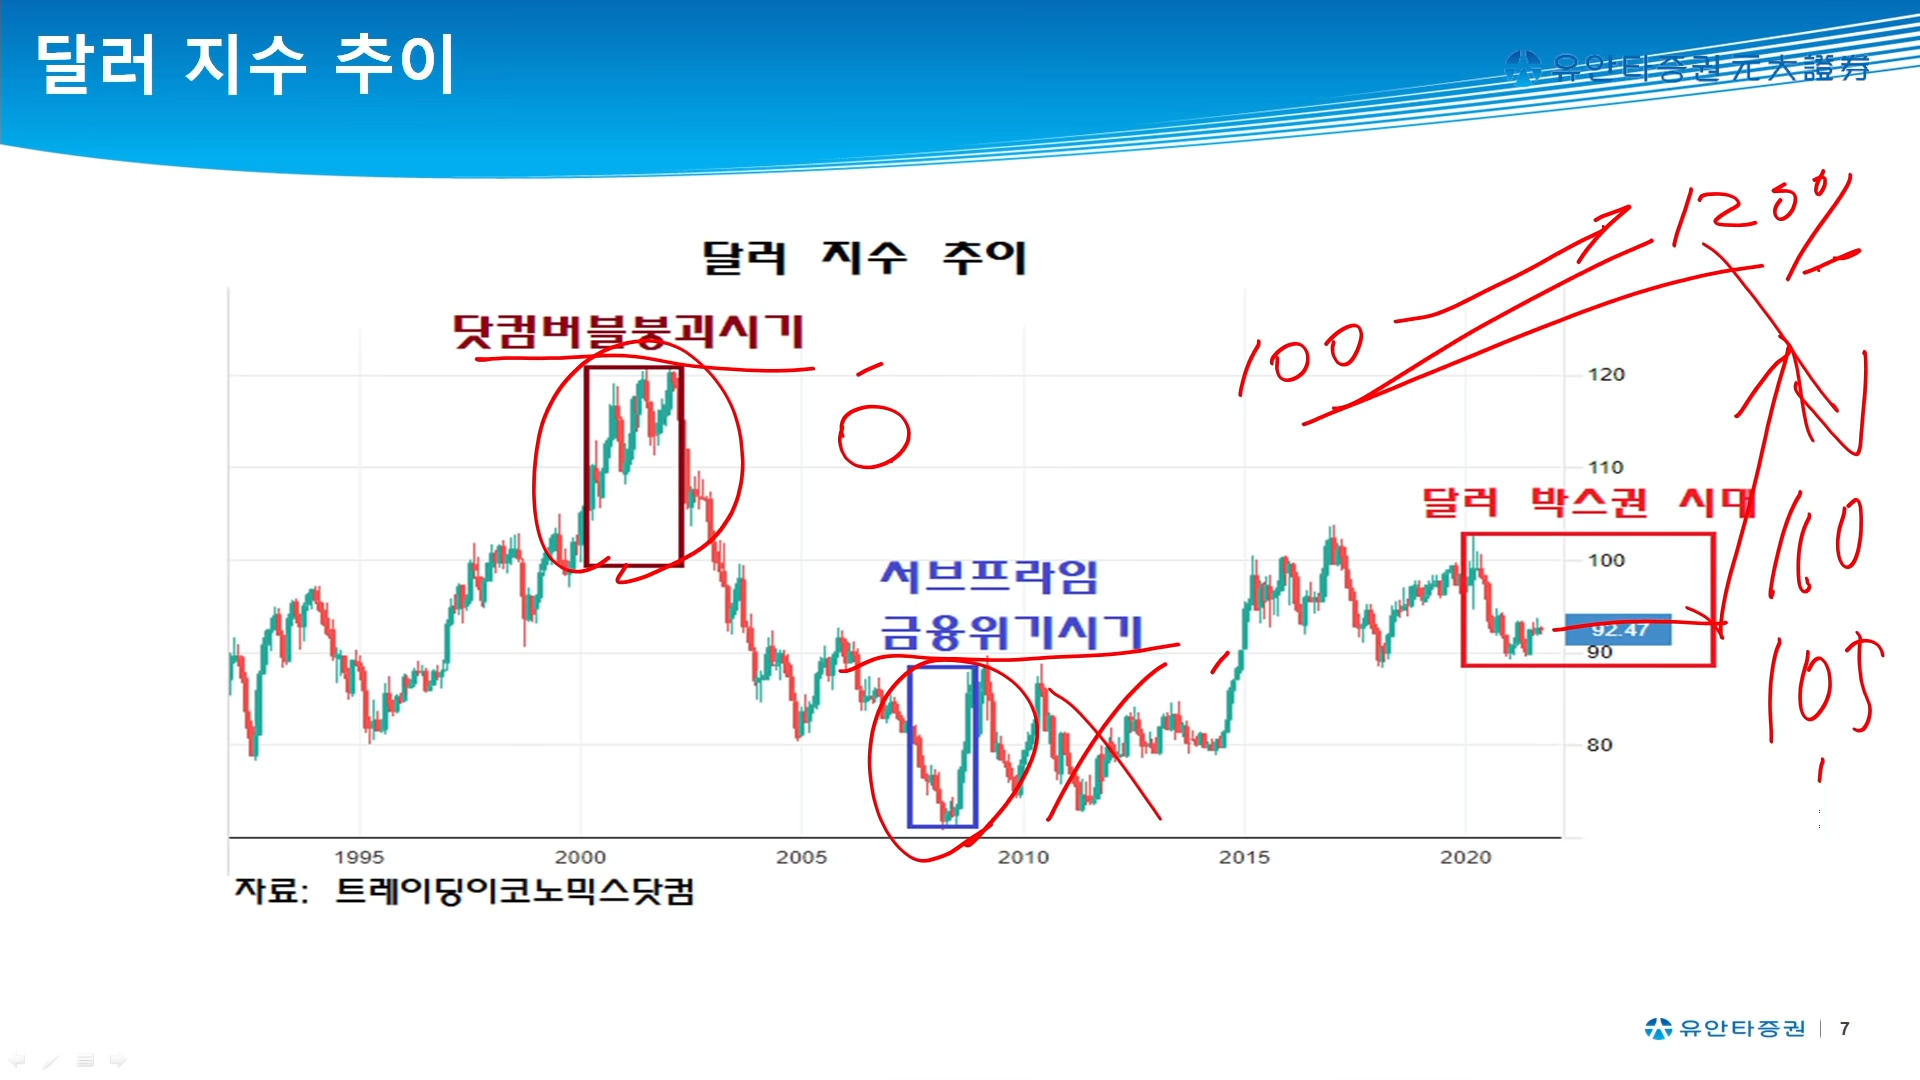 달러 지수 추이
유안타증권 元大證券
달러 지수 추이
닷컴버블붕괴시기
서브프라임
금융위기시기
달러 박스권 시대
120
110
100
92.47
90
80
1995 2000 2005 2010 2015 2020
자료: 트레이딩이코노믹스닷컴
100
120%
110
105
유안타증권 | 7